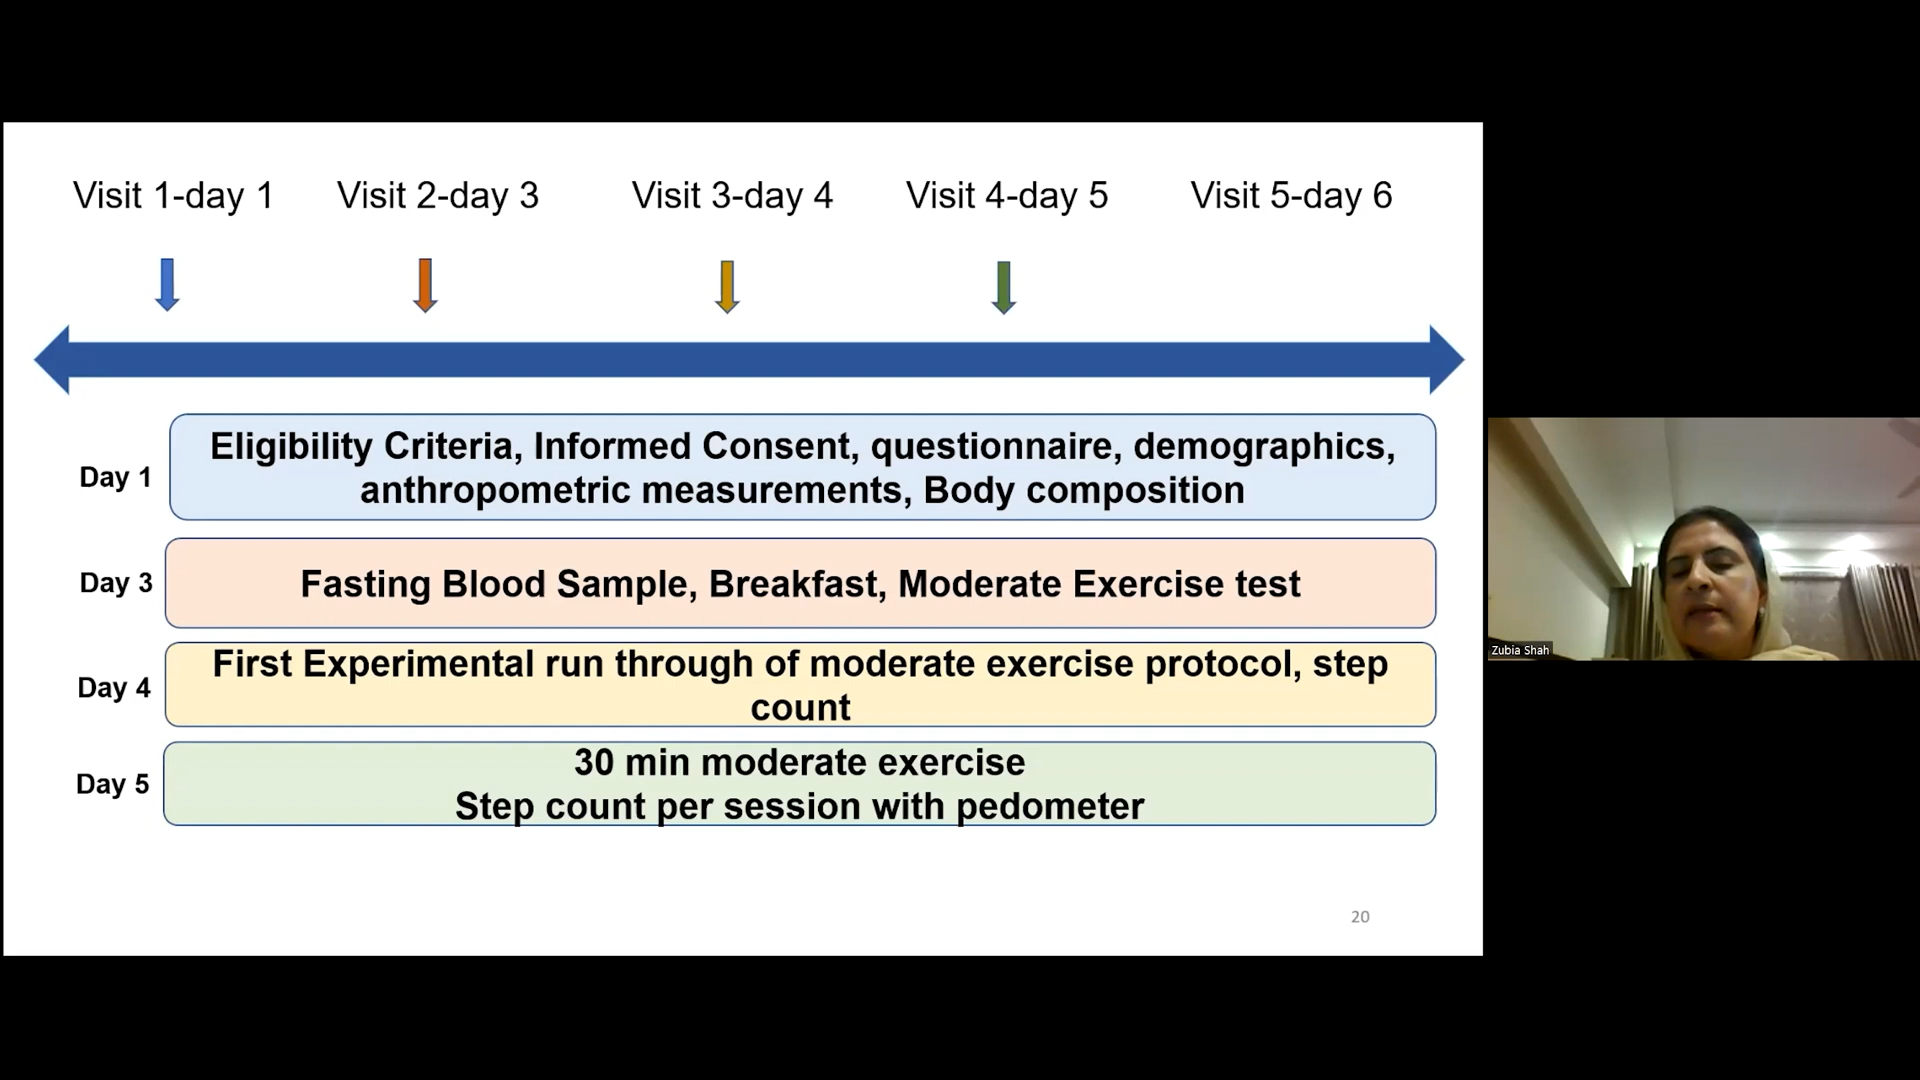 Visit 1-day 1 Visit 2-day 3 Visit 3-day 4 Visit 4-day 5 Visit 5-day 6
Day 1
Eligibility Criteria, Informed Consent, questionnaire, demographics,
anthropometric measurements, Body composition
Day 3
Fasting Blood Sample, Breakfast, Moderate Exercise test
Day 4
First Experimental run through of moderate exercise protocol, step
count
Day 5
30 min moderate exercise
Step count per session with pedometer
20
Zubia Shah